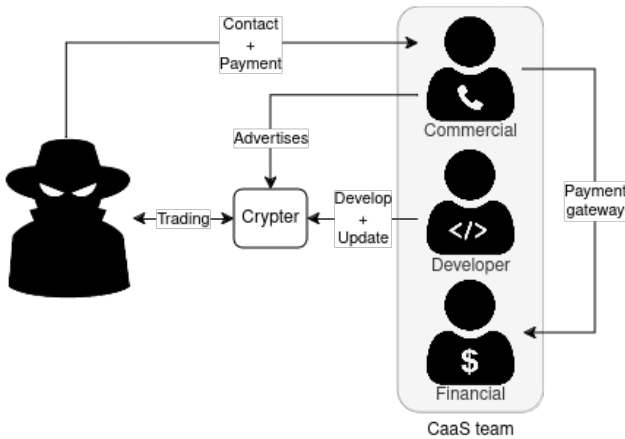 Contact
+
Payment
Commercial
Advertises
Payment
gateway
Trading
Crypter
Develop
+
Update
</>
Developer
$
Financial
CaaS team